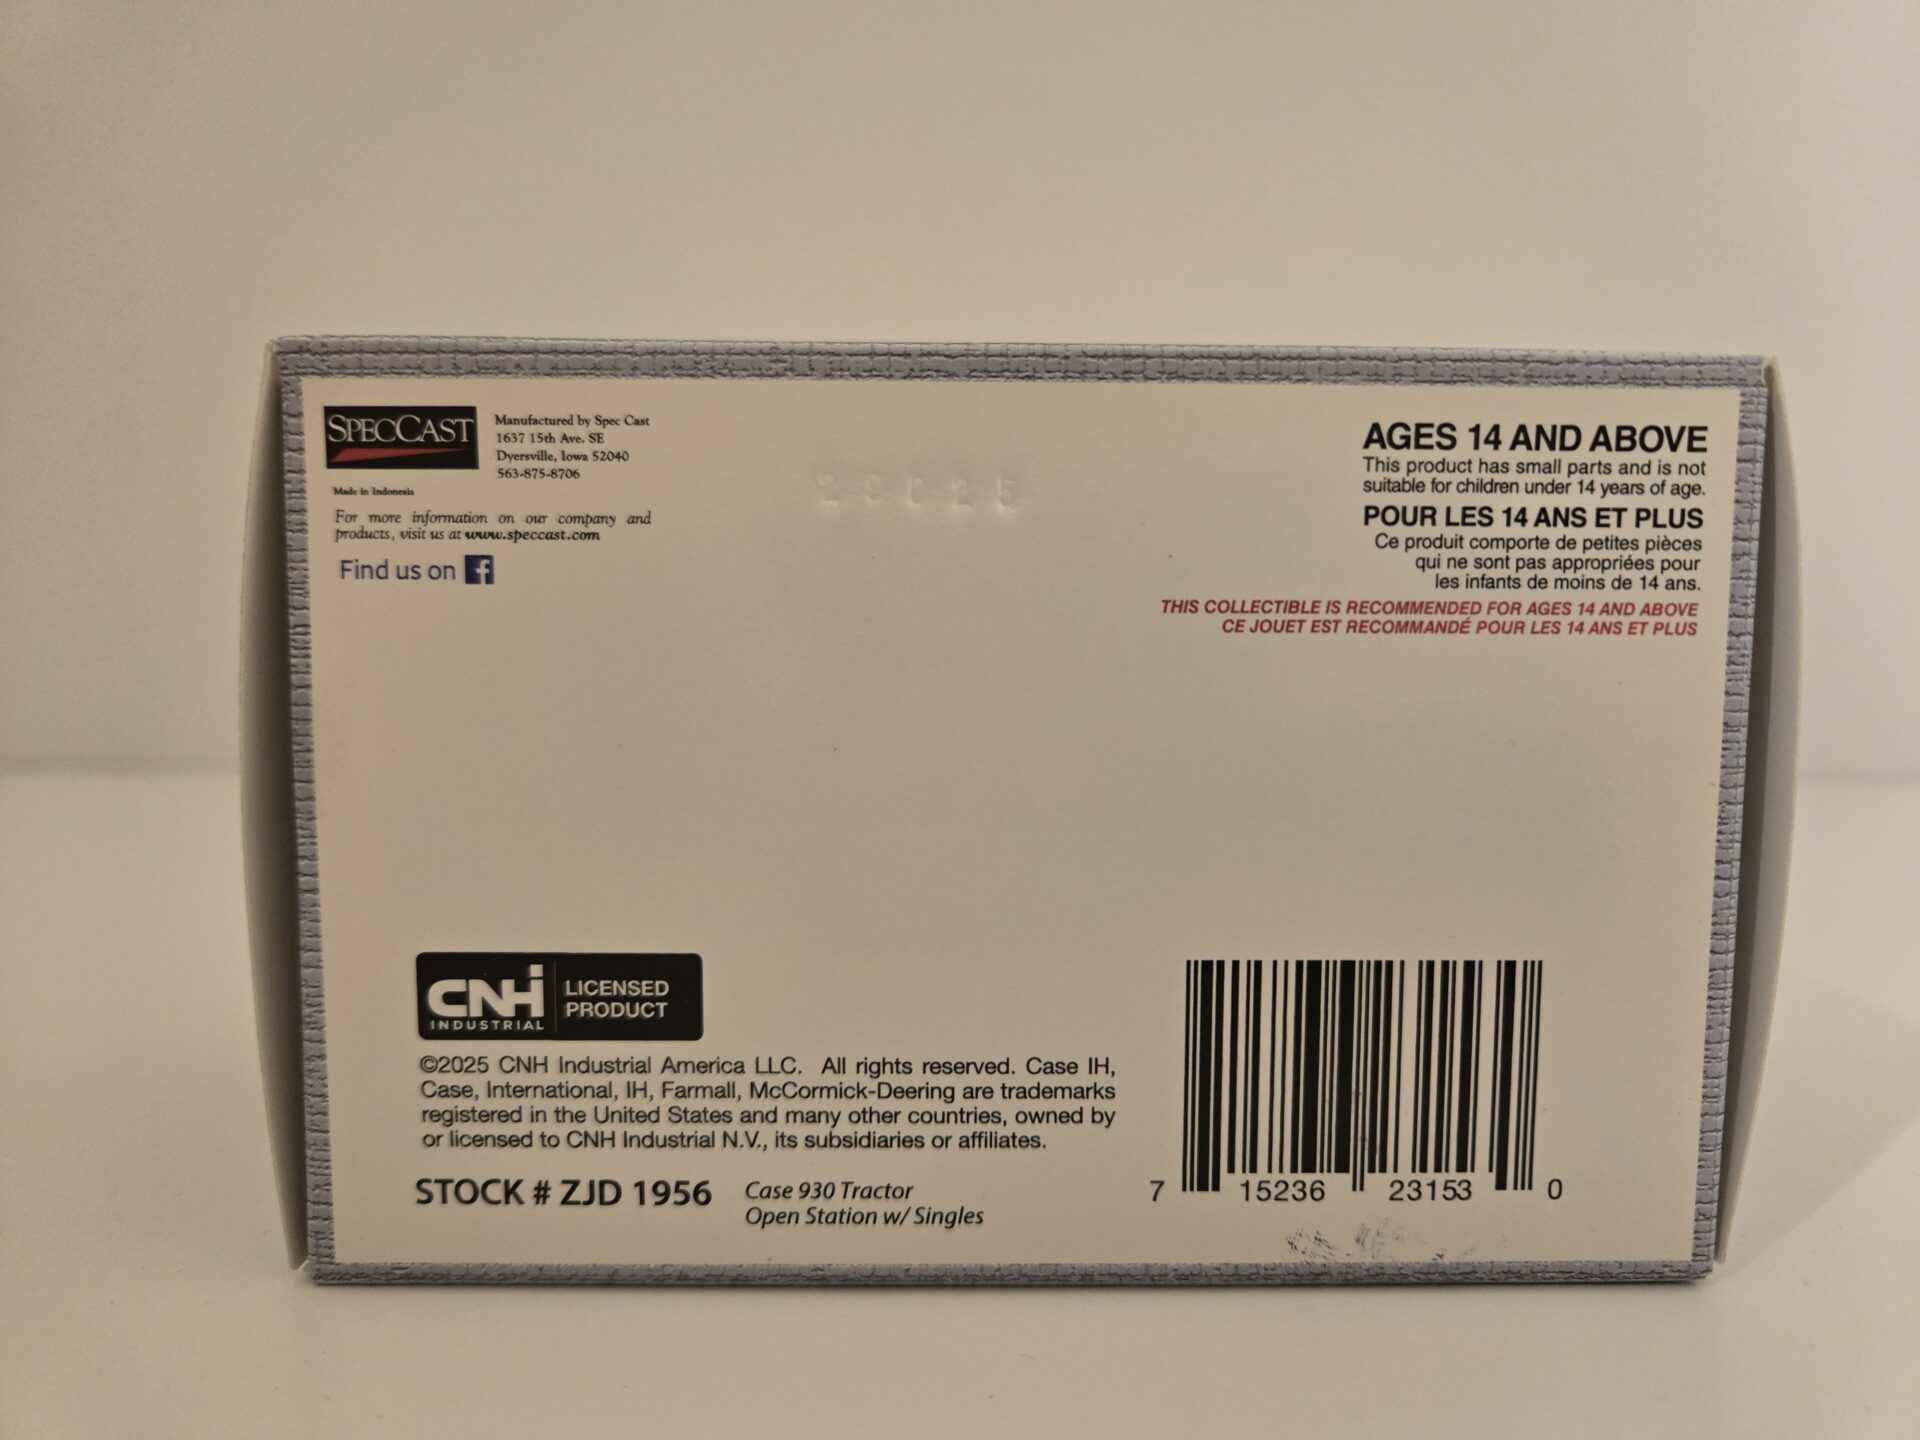 SPECCAST
Manufactured by Spec Cast
1637 15th Ave. SE
Dyersville, Iowa 52040
563-875-8706
Made in Indonesia
For more information on our company and
products, visit us at www.speccast.com
Find us on f
AGES 14 AND ABOVE
This product has small parts and is not
suitable for children under 14 years of age.
POUR LES 14 ANS ET PLUS
Ce produit comporte de petites pièces
qui ne sont pas appropriées pour
les infants de moins de 14 ans.
THIS COLLECTIBLE IS RECOMMENDED FOR AGES 14 AND ABOVE
CE JOUET EST RECOMMANDÉ POUR LES 14 ANS ET PLUS
CNH INDUSTRIAL
LICENSED
PRODUCT
©2025 CNH Industrial America LLC. All rights reserved. Case IH,
Case, International, IH, Farmall, McCormick-Deering are trademarks
registered in the United States and many other countries, owned by
or licensed to CNH Industrial N.V., its subsidiaries or affiliates.
STOCK # ZJD 1956
Case 930 Tractor
Open Station w/ Singles
7 15236 23153 0